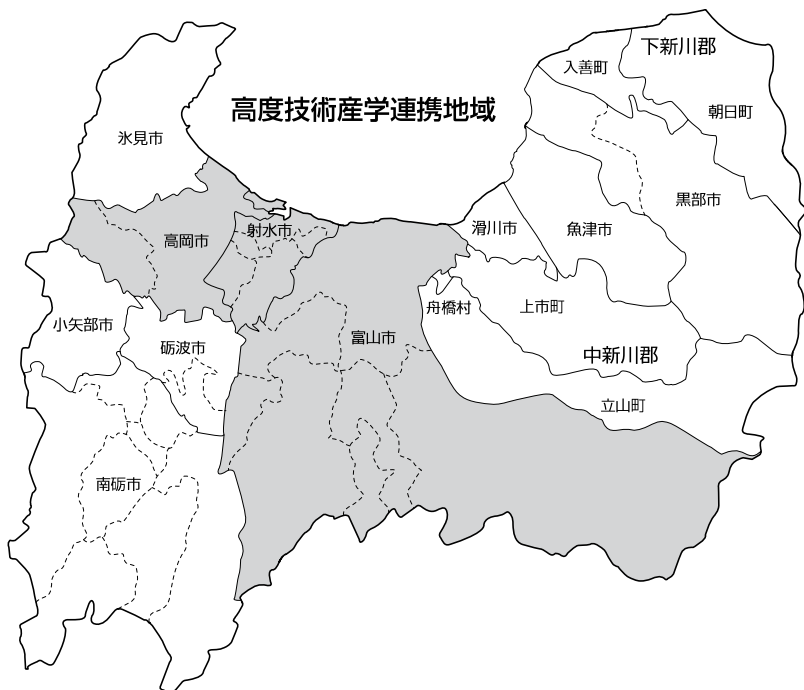 高度技術産学連携地域
下新川郡
入善町
朝日町
氷見市
黒部市
高岡市
射水市
滑川市
魚津市
舟橋村
上市町
小矢部市
砺波市
富山市
中新川郡
立山町
南砺市